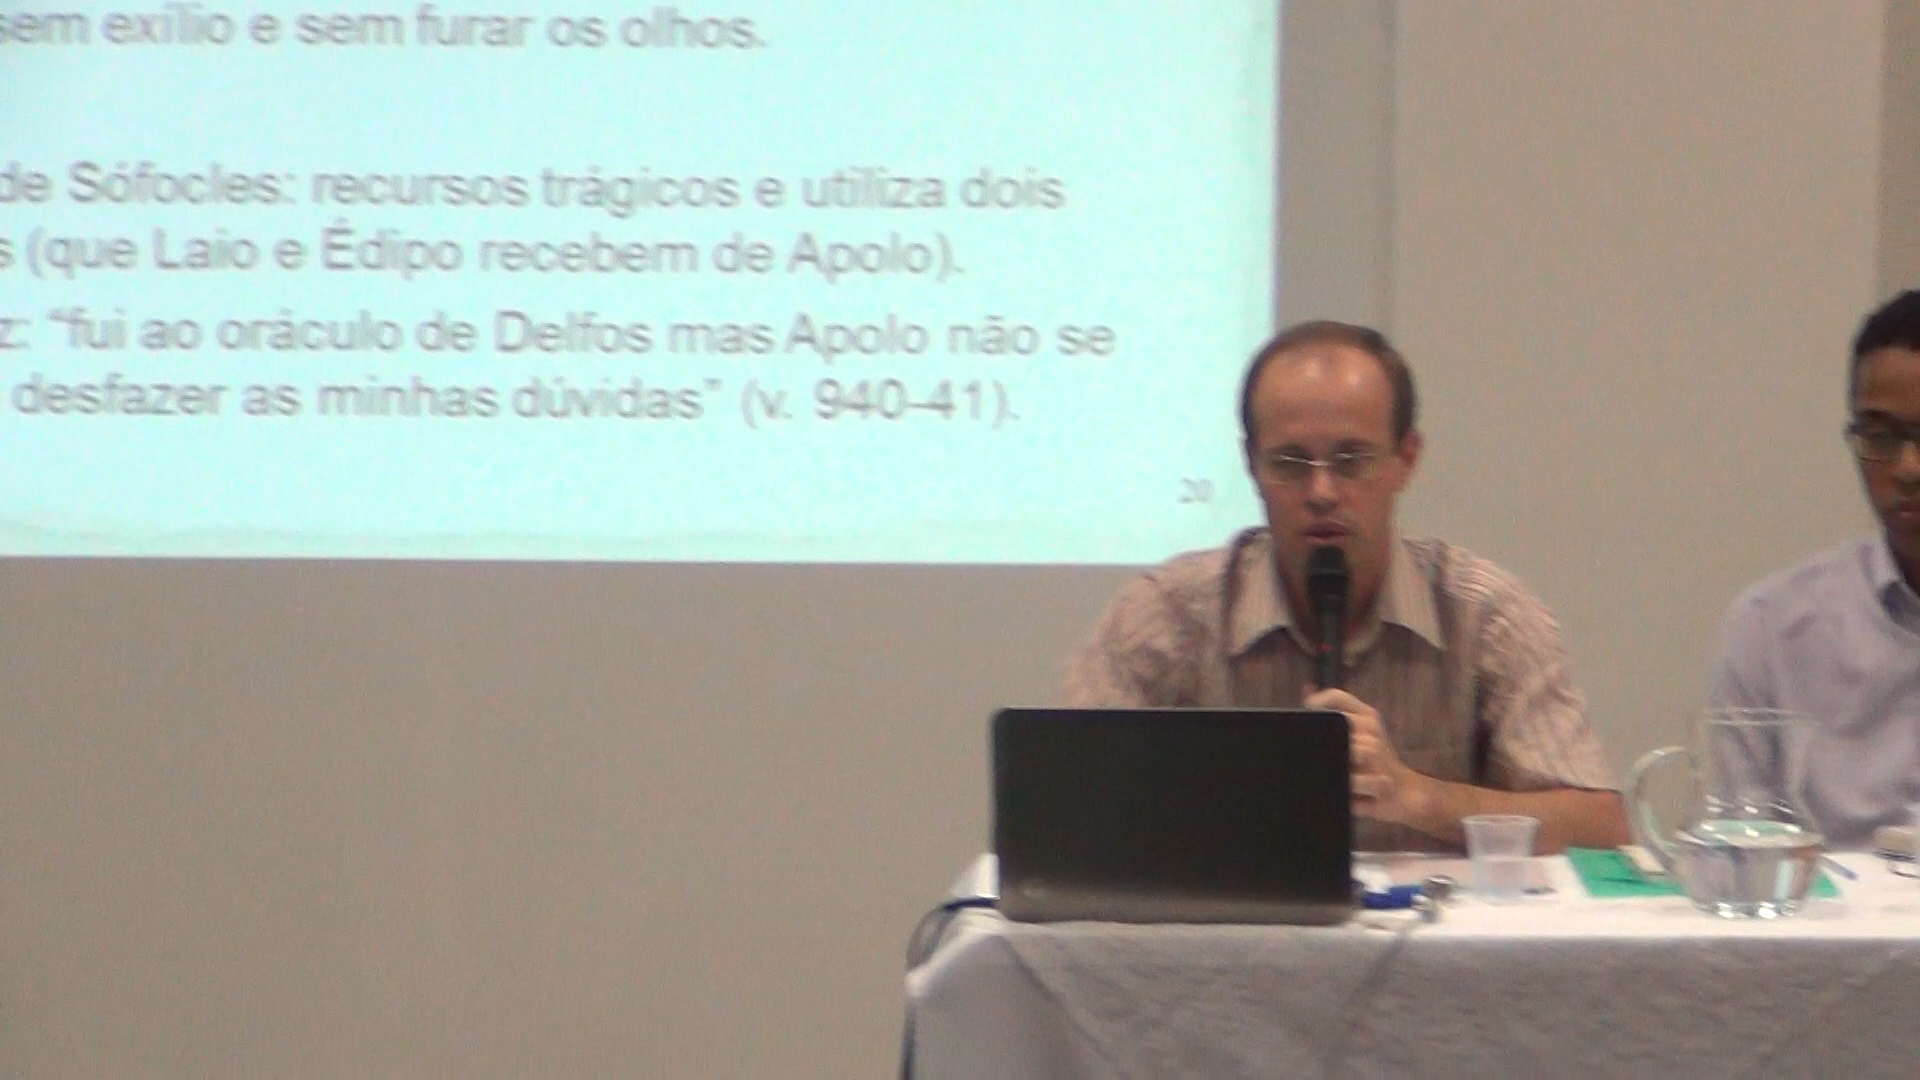 sem exílio e sem furar os olhos.
de Sófocles: recursos trágicos e utiliza dois
s (que Laio e Édipo recebem de Apolo).
z: “fui ao oráculo de Delfos mas Apolo não se
desfazer as minhas dúvidas” (v. 940-41).
20